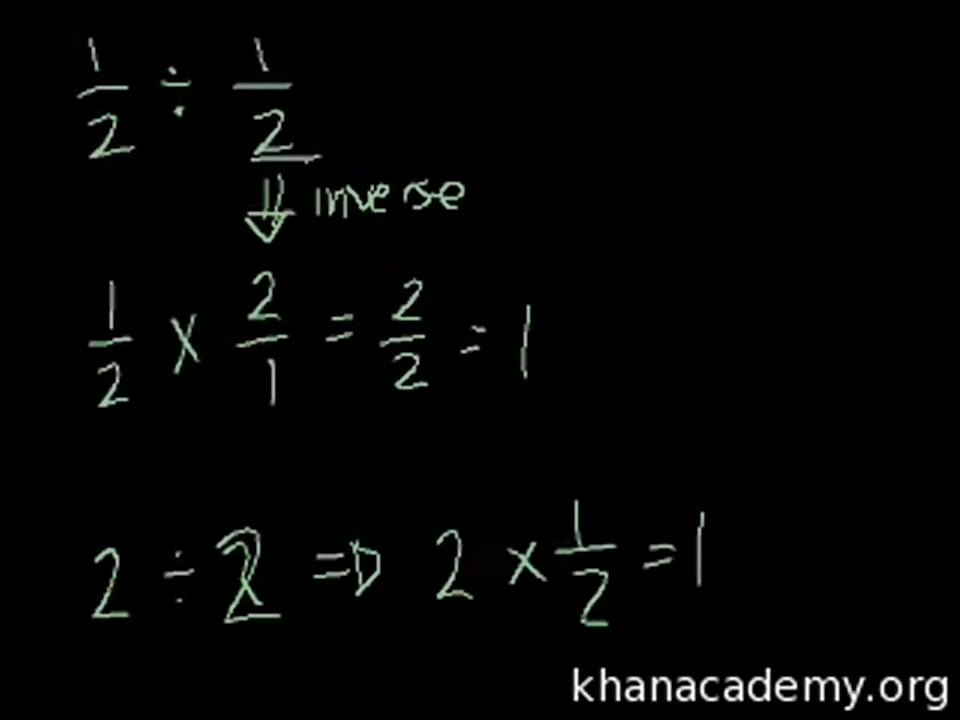 1/2 ÷ 1/2
⇓ inverse
1/2 × 2/1 = 2/2 = 1
2 ÷ 2 ⇒ 2 × 1/2 = 1
khanacademy.org